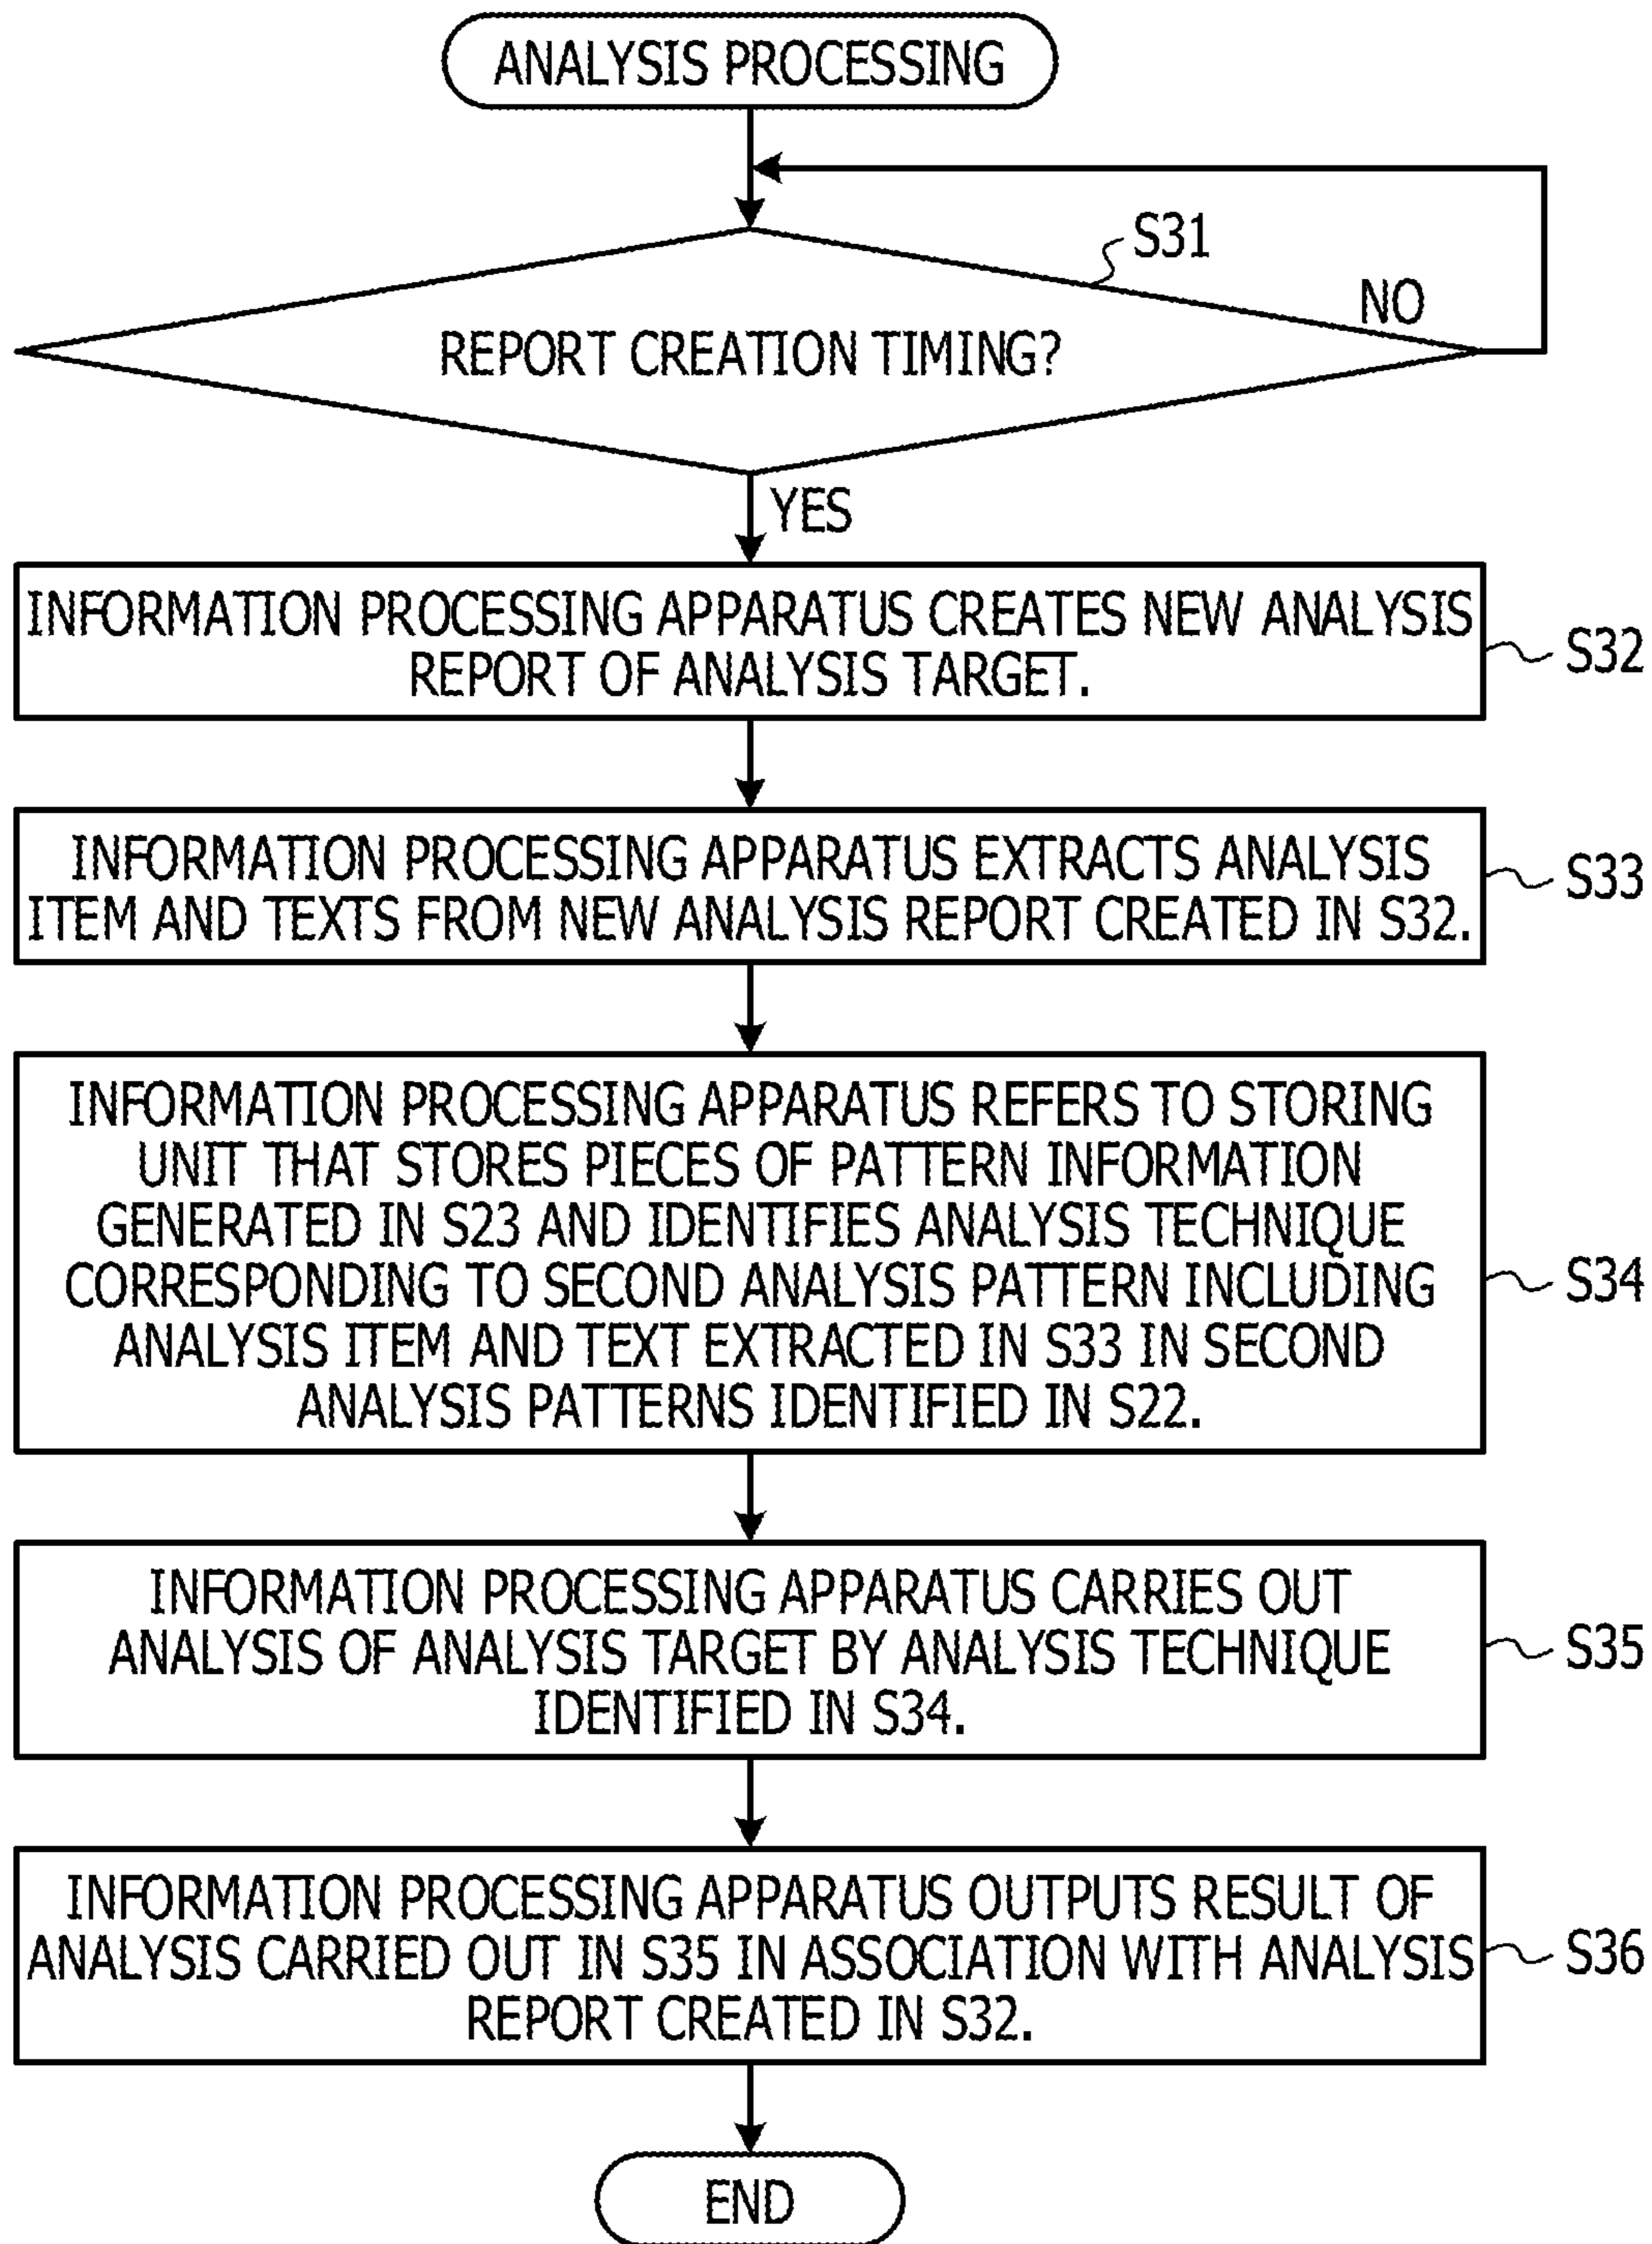 ANALYSIS PROCESSING
S31
NO
REPORT CREATION TIMING?
YES
INFORMATION PROCESSING APPARATUS CREATES NEW ANALYSIS
REPORT OF ANALYSIS TARGET.
S32
INFORMATION PROCESSING APPARATUS EXTRACTS ANALYSIS
ITEM AND TEXTS FROM NEW ANALYSIS REPORT CREATED IN S32.
S33
INFORMATION PROCESSING APPARATUS REFERS TO STORING
UNIT THAT STORES PIECES OF PATTERN INFORMATION
GENERATED IN S23 AND IDENTIFIES ANALYSIS TECHNIQUE
CORRESPONDING TO SECOND ANALYSIS PATTERN INCLUDING
ANALYSIS ITEM AND TEXT EXTRACTED IN S33 IN SECOND
ANALYSIS PATTERNS IDENTIFIED IN S22.
S34
INFORMATION PROCESSING APPARATUS CARRIES OUT
ANALYSIS OF ANALYSIS TARGET BY ANALYSIS TECHNIQUE
IDENTIFIED IN S34.
S35
INFORMATION PROCESSING APPARATUS OUTPUTS RESULT OF
ANALYSIS CARRIED OUT IN S35 IN ASSOCIATION WITH ANALYSIS
REPORT CREATED IN S32.
S36
END